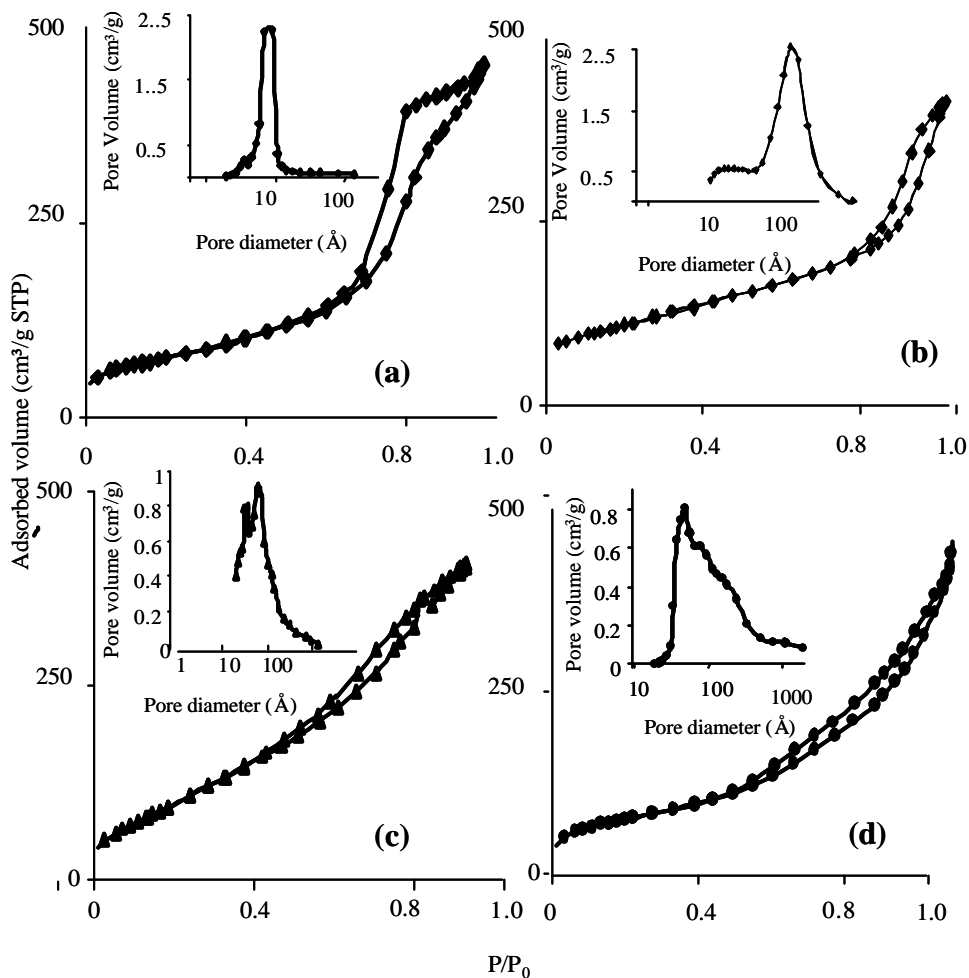 Adsorbed volume (cm³/g STP)
500
250
0
0 0.4 0.6 0.8 1.0
(a)
Pore Volume (cm³/g)
2..5
1.5
0.5
10 100
Pore diameter (Å)
500
250
0
0 0.4 0.8 1.0
(b)
Pore Volume (cm³/g)
2.5
1.5
0.5
0
10 100
Pore diameter (Å)
500
250
0
0 0.4 0.8 1.0
(c)
Pore volume (cm³/g)
1
0.8
0.6
0.4
0.2
0
1 10 100
Pore diameter (Å)
500
250
0
0 0.4 0.8 1.0
(d)
Pore volume (cm³/g)
0.8
0.6
0.4
0.2
0
10 100 1000
Pore diameter (Å)
P/P₀